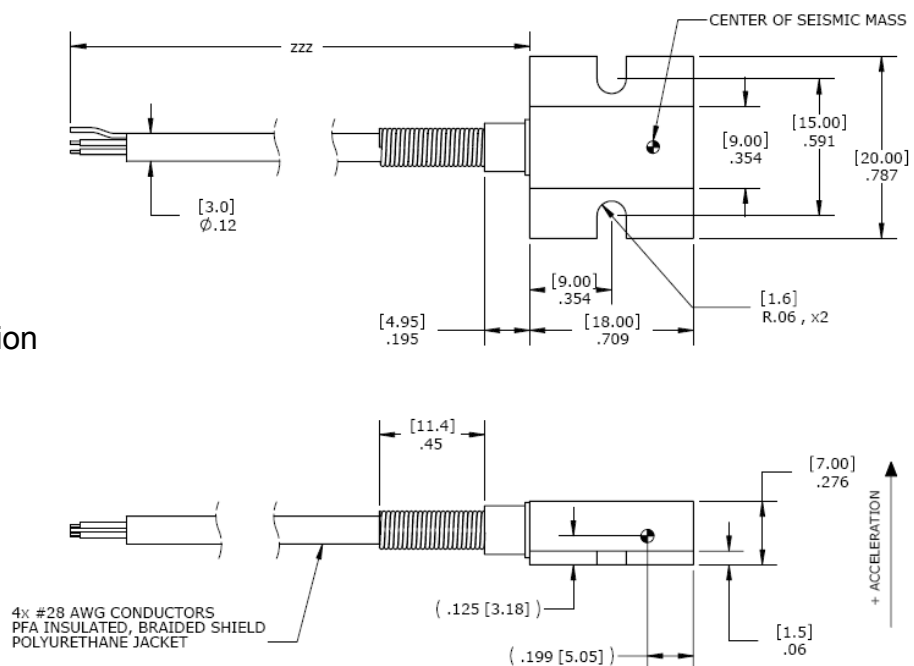 CENTER OF SEISMIC MASS
zzz
[3.0]
∅.12
[9.00]
.354
[15.00]
.591
[20.00]
.787
[9.00]
.354
[1.6]
R.06 , x2
[4.95]
.195
[18.00]
.709
ion
[11.4]
.45
[7.00]
.276
+ ACCELERATION
4x #28 AWG CONDUCTORS
PFA INSULATED, BRAIDED SHIELD
POLYURETHANE JACKET
( .125 [3.18] )
[1.5]
.06
( .199 [5.05] )